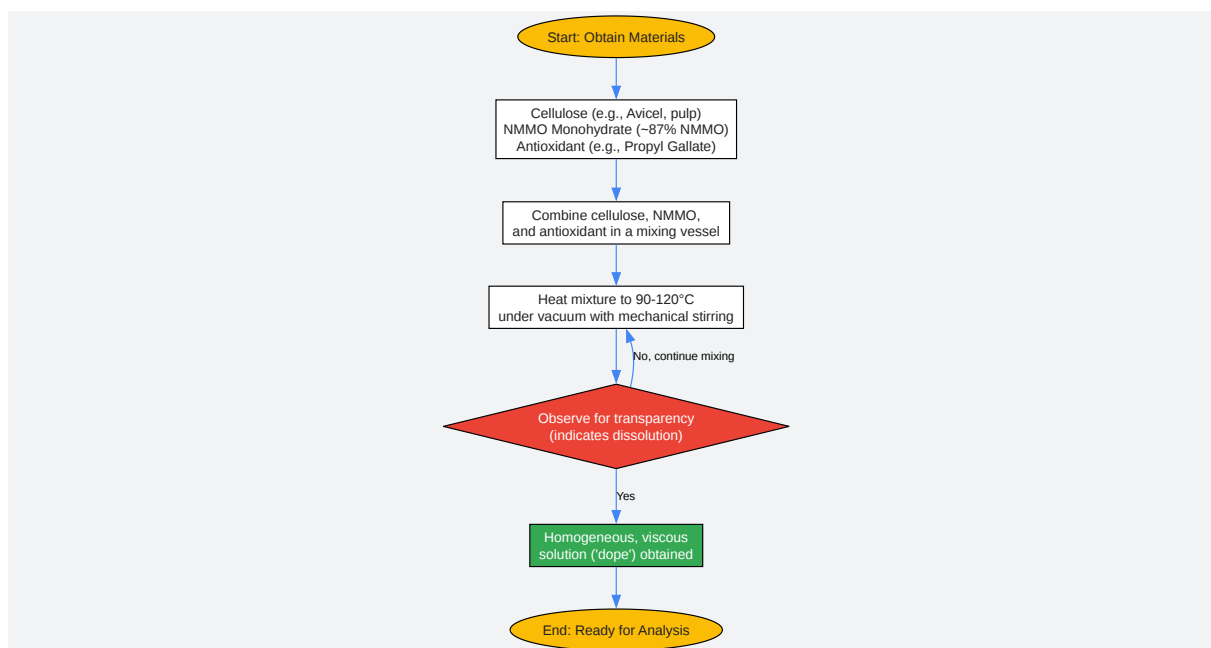 Start: Obtain Materials
Cellulose (e.g., Avicel, pulp)
NMMO Monohydrate (~87% NMMO)
Antioxidant (e.g., Propyl Gallate)
Combine cellulose, NMMO,
and antioxidant in a mixing vessel
Heat mixture to 90-120°C
under vacuum with mechanical stirring
No, continue mixing
Observe for transparency
(indicates dissolution)
Yes
Homogeneous, viscous
solution ('dope') obtained
End: Ready for Analysis